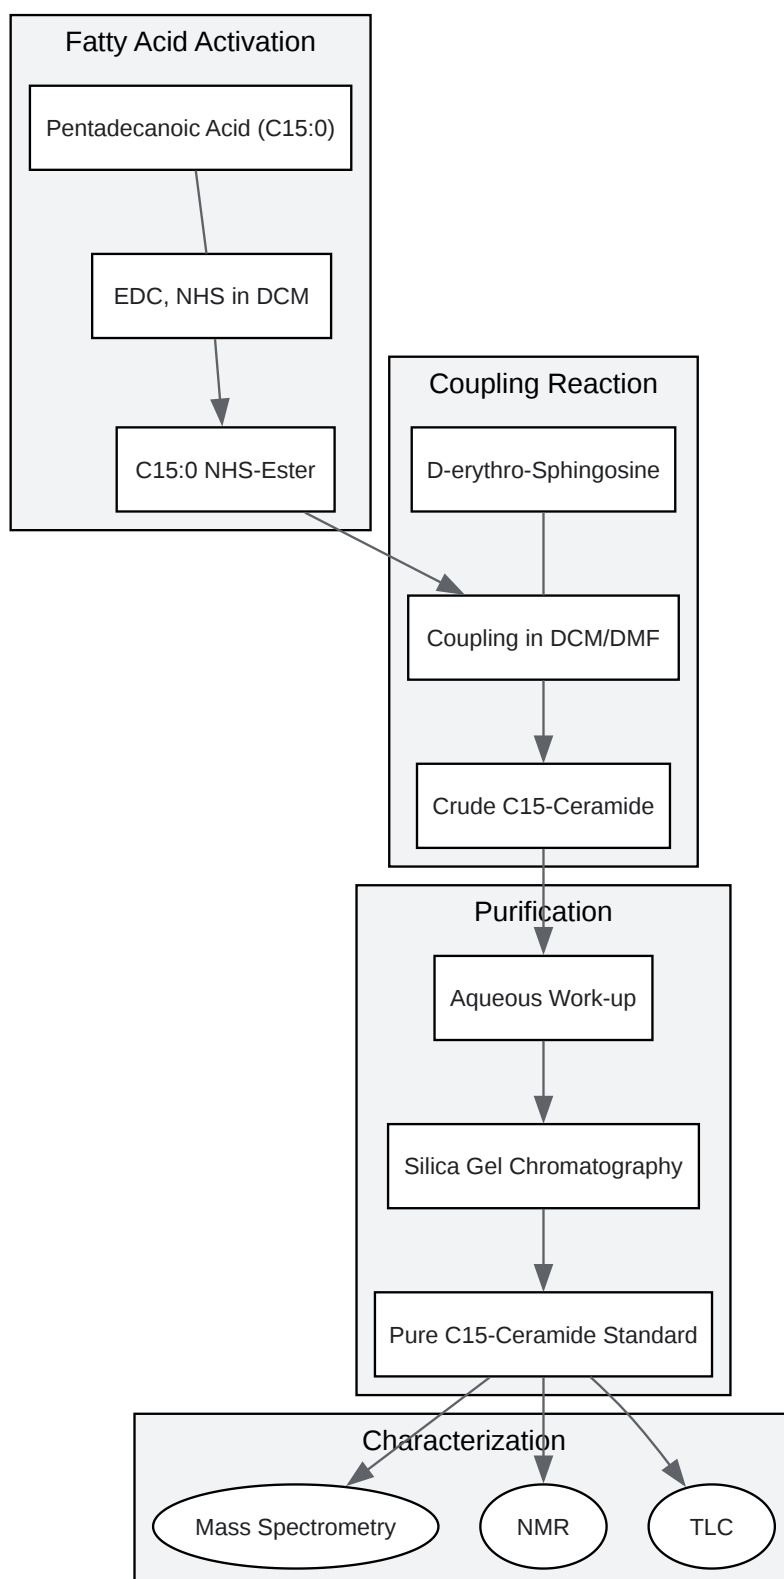 Fatty Acid Activation
Pentadecanoic Acid (C15:0)
EDC, NHS in DCM
C15:0 NHS-Ester
Coupling Reaction
D-erythro-Sphingosine
Coupling in DCM/DMF
Crude C15-Ceramide
Purification
Aqueous Work-up
Silica Gel Chromatography
Pure C15-Ceramide Standard
Characterization
Mass Spectrometry
NMR
TLC